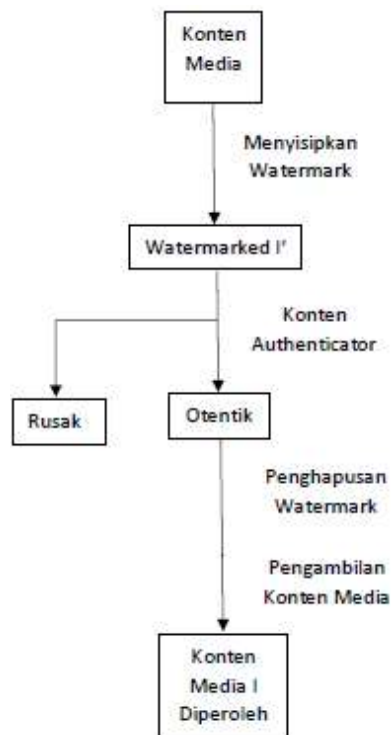 Konten
Media
Menyisipkan
Watermark
Watermarked I'
Konten
Authenticator
Rusak
Otentik
Penghapusan
Watermark
Pengambilan
Konten Media
Konten
Media I
Diperoleh